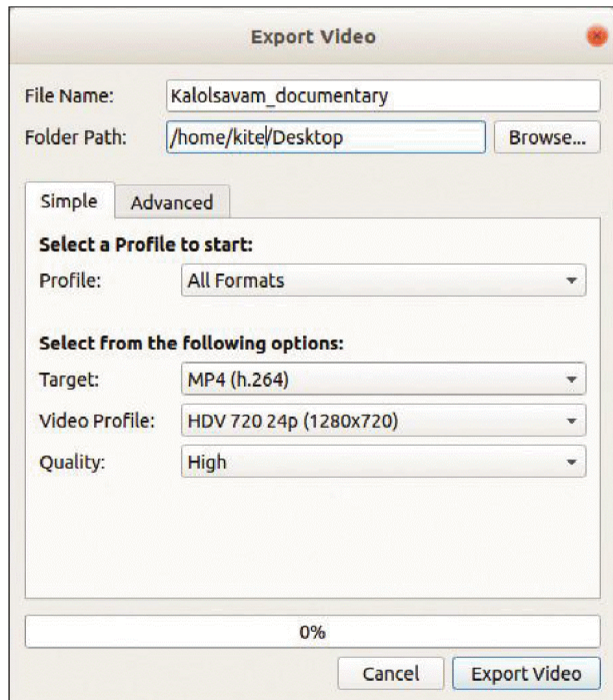 Export Video
File Name: Kalolsavam_documentary
Folder Path: /home/kite/Desktop Browse...
Simple Advanced
Select a Profile to start:
Profile: All Formats
Select from the following options:
Target: MP4 (h.264)
Video Profile: HDV 720 24p (1280x720)
Quality: High
0%
Cancel Export Video